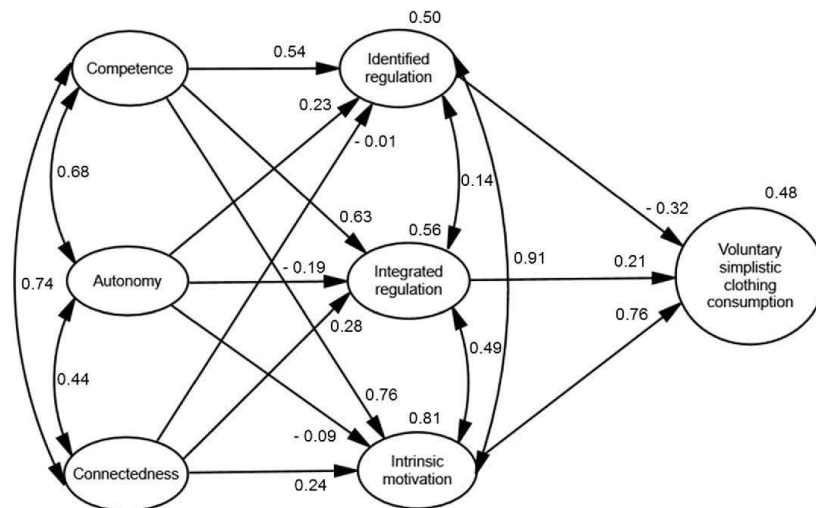 0.50
0.54
Competence
Identified
regulation
0.23
- 0.01
0.68
0.14
0.48
0.63
0.56
- 0.32
- 0.19
0.91
0.21
Voluntary
simplistic
clothing
consumption
0.74
Autonomy
Integrated
regulation
0.28
0.76
0.49
0.44
0.76
0.81
- 0.09
Connectedness
Intrinsic
motivation
0.24